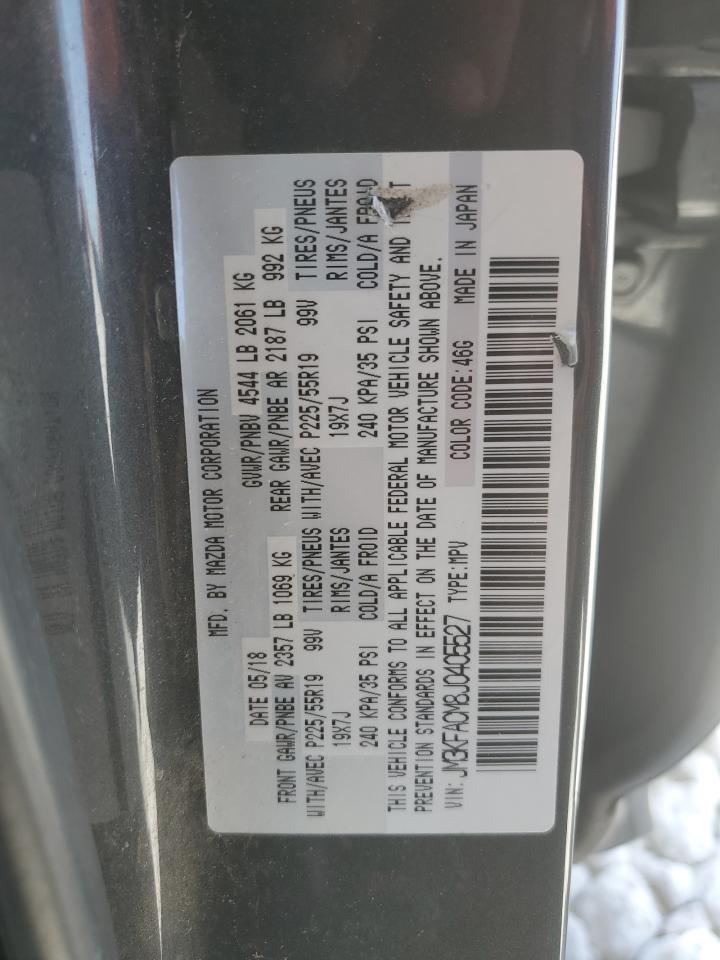 MFD. BY MAZDA MOTOR CORPORATION
DATE 05/18 GVWR/PNBV 4544 LB 2061 KG
FRONT GAWR/PNBE AV 2357 LB 1069 KG REAR GAWR/PNBE AR 2187 LB 992 KG
WITH/AVEC P225/55R19 99V TIRES/PNEUS WITH/AVEC P225/55R19 99V TIRES/PNEUS
19X7J RIMS/JANTES 19X7J RIMS/JANTES
240 KPA/35 PSI COLD/A FROID 240 KPA/35 PSI COLD/A FROID
THIS VEHICLE CONFORMS TO ALL APPLICABLE FEDERAL MOTOR VEHICLE SAFETY AND
PREVENTION STANDARDS IN EFFECT ON THE DATE OF MANUFACTURE SHOWN ABOVE.
VIN: JM3KFACM8J0405527 TYPE:MPV COLOR CODE:46G MADE IN JAPAN